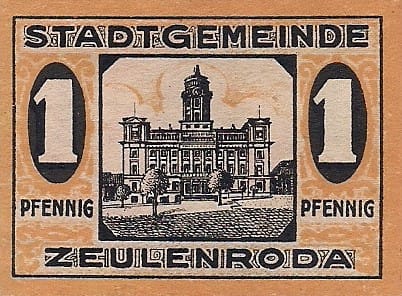 STADTGEMEINDE
1 1
PFENNIG PFENNIG
ZEULENRODA